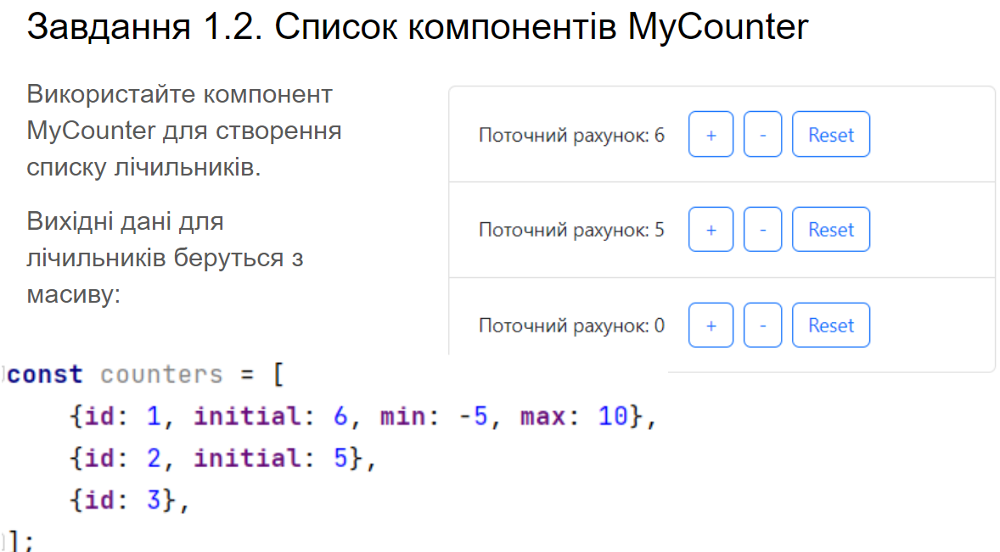 Завдання 1.2. Список компонентів MyCounter
Використайте компонент
MyCounter для створення
списку лічильників.
Вихідні дані для
лічильників беруться з
масиву:
Поточний рахунок: 6 + - Reset
Поточний рахунок: 5 + - Reset
Поточний рахунок: 0 + - Reset
const counters = [
{id: 1, initial: 6, min: -5, max: 10},
{id: 2, initial: 5},
{id: 3},
];